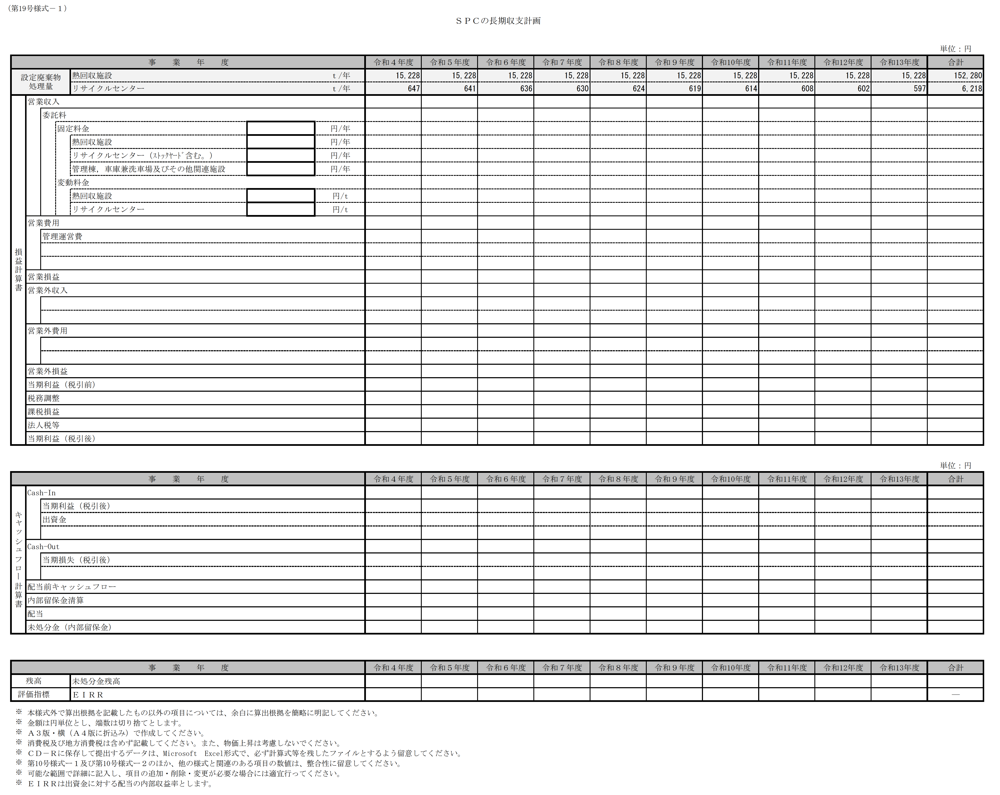 （第19号様式－１）
ＳＰＣの長期収支計画
単位：円
事　業　年　度 令和４年度 令和５年度 令和６年度 令和７年度 令和８年度 令和９年度 令和10年度 令和11年度 令和12年度 令和13年度 合計
設定廃棄物処理量 熱回収施設 ｔ/年 15,228 15,228 15,228 15,228 15,228 15,228 15,228 15,228 15,228 15,228 152,280
リサイクルセンター ｔ/年 647 641 636 630 624 619 614 608 602 597 6,218
損益計算書
営業収入
委託料
固定料金 円/年
熱回収施設 円/年
リサイクルセンター（ｽﾄｯｸﾔｰﾄﾞ含む。） 円/年
管理棟，車庫兼洗車場及びその他関連施設 円/年
変動料金
熱回収施設 円/t
リサイクルセンター 円/t
営業費用
管理運営費
営業損益
営業外収入
営業外費用
営業外損益
当期利益（税引前）
税務調整
課税損益
法人税等
当期利益（税引後）
単位：円
事　業　年　度 令和４年度 令和５年度 令和６年度 令和７年度 令和８年度 令和９年度 令和10年度 令和11年度 令和12年度 令和13年度 合計
キャッシュフロー計算書
Cash-In
当期利益（税引後）
出資金
Cash-Out
当期損失（税引後）
配当前キャッシュフロー
内部留保金清算
配当
未処分金（内部留保金）
事　業　年　度 令和４年度 令和５年度 令和６年度 令和７年度 令和８年度 令和９年度 令和10年度 令和11年度 令和12年度 令和13年度 合計
残高 未処分金残高
評価指標 ＥＩＲＲ ―
※ 本様式外で算出根拠を記載したもの以外の項目については、余白に算出根拠を簡略に明記してください。
※ 金額は円単位とし、端数は切り捨てとします。
※ Ａ３版・横（Ａ４版に折込み）で作成してください。
※ 消費税及び地方消費税は含めず記載してください。また、物価上昇は考慮しないでください。
※ ＣＤ－Ｒに保存して提出するデータは、Microsoft　Excel形式で、必ず計算式等を残したファイルとするよう留意してください。
※ 第10号様式ー１及び第10号様式ー２のほか、他の様式と関連のある項目の数値は、整合性に留意してください。
※ 可能な範囲で詳細に記入し、項目の追加・削除・変更が必要な場合には適宜行ってください。
※ ＥＩＲＲは出資金に対する配当の内部収益率とします。